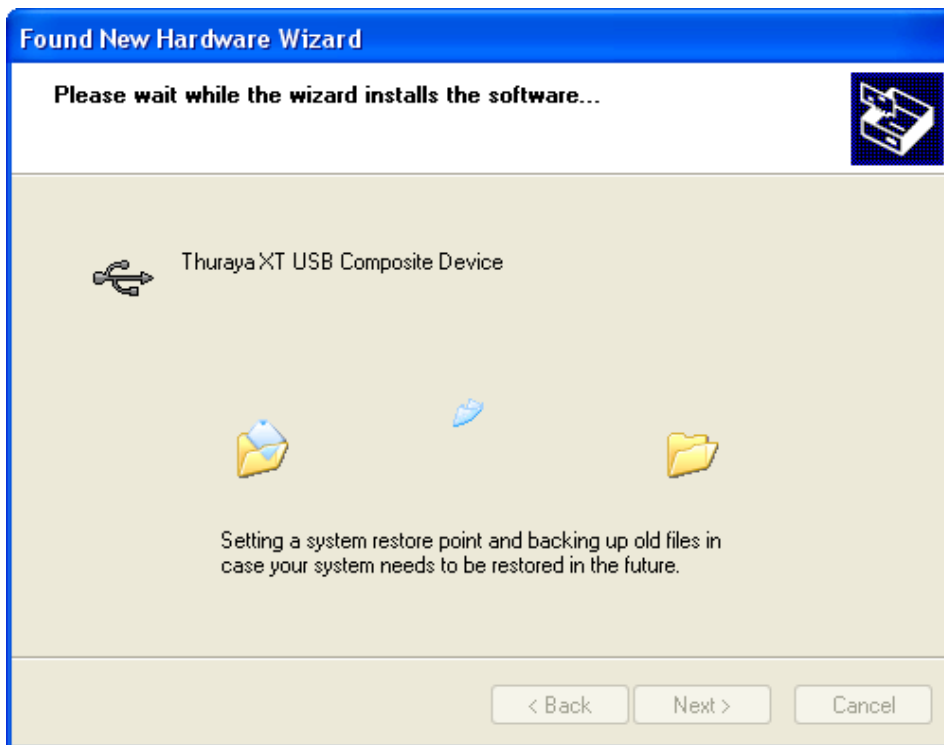 Found New Hardware Wizard
Please wait while the wizard installs the software...
Thuraya XT USB Composite Device
Setting a system restore point and backing up old files in
case your system needs to be restored in the future.
< Back
Next >
Cancel